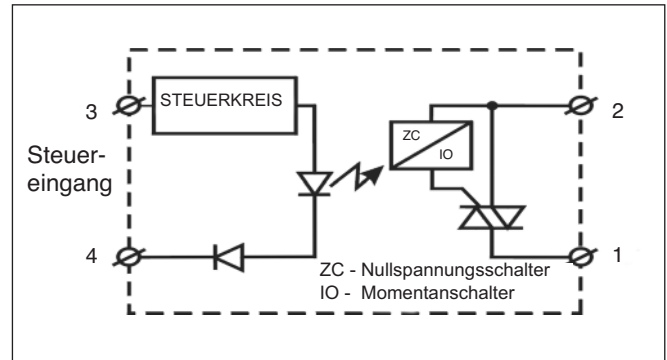 3
STEUERKREIS
2
ZC
IO
Steuer-
eingang
4
1
ZC - Nullspannungsschalter
IO - Momentanschalter